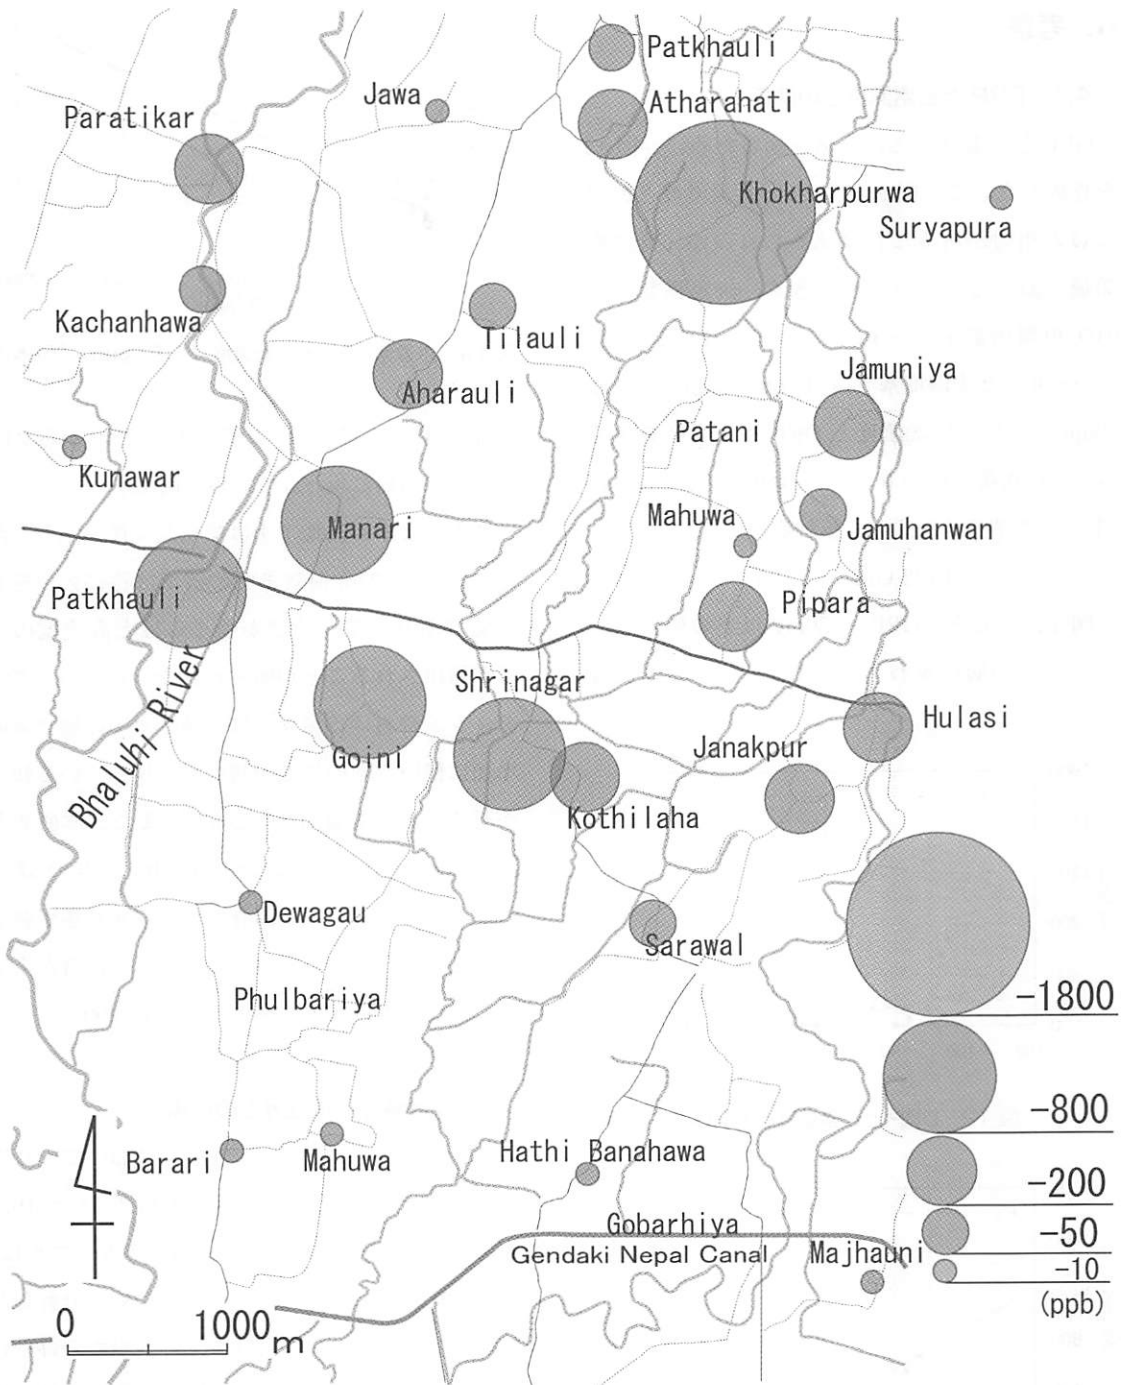 Patkhauli
Jawa
Atharahati
Paratikar
Khokharpurwa
Suryapura
Kachanhawa
Tilauli
Jamuniya
Aharauli
Patani
Kunawar
Mahuwa
Manari
Jamuhanwan
Patkhauli
Pipara
Shrinagar
Hulasi
Bhaluhi River
Goini
Janakpur
Kothilaha
Dewagau
Sarawal
Phulbariya
-1800
-800
Barari
Mahuwa
Hathi Banahawa
-200
Gobarhiya
-50
Gendaki Nepal Canal
Majhauni
-10
(ppb)
0 1000m